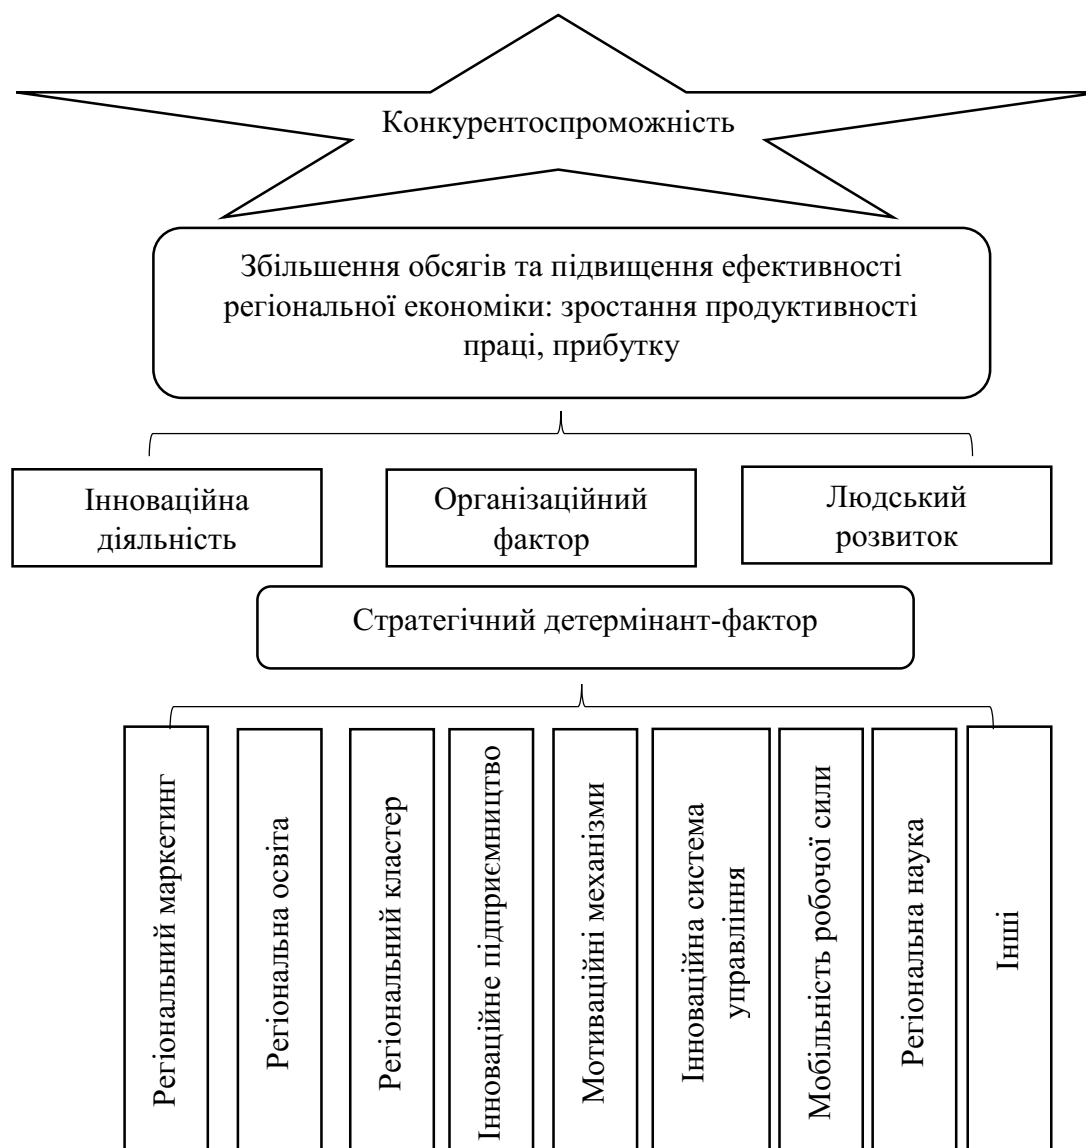 Конкурентоспроможність
Збільшення обсягів та підвищення ефективності
регіональної економіки: зростання продуктивності
праці, прибутку
Інноваційна
діяльність
Організаційний
фактор
Людський
розвиток
Стратегічний детермінант-фактор
Регіональний маркетинг
Регіональна освіта
Регіональний кластер
Інноваційне підприємництво
Мотиваційні механізми
Інноваційна система
управління
Мобільність робочої сили
Регіональна наука
Інші